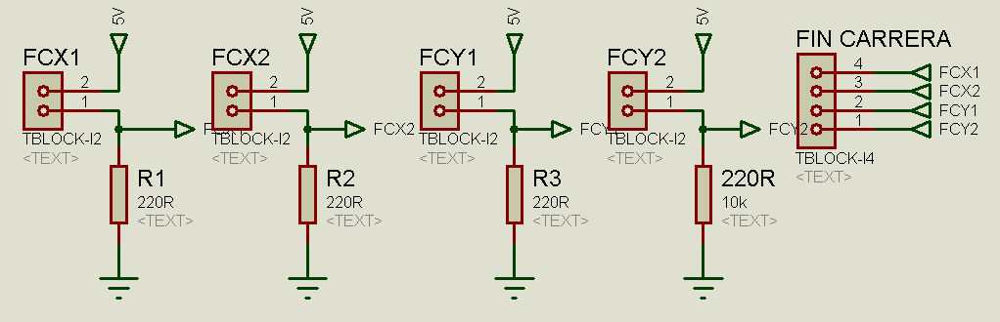 5V
FCX1
2
1
TBLOCK-I2
<TEXT>
R1
220R
<TEXT>
5V
FCX2
2
1
FCX2
TBLOCK-I2
<TEXT>
R2
220R
<TEXT>
5V
FCY1
2
1
TBLOCK-I2
<TEXT>
R3
220R
<TEXT>
5V
FCY2
2
1
FCY2
TBLOCK-I2
<TEXT>
220R
10k
<TEXT>
FIN CARRERA
4
FCX1
3
FCX2
2
FCY1
1
FCY2
TBLOCK-I4
<TEXT>